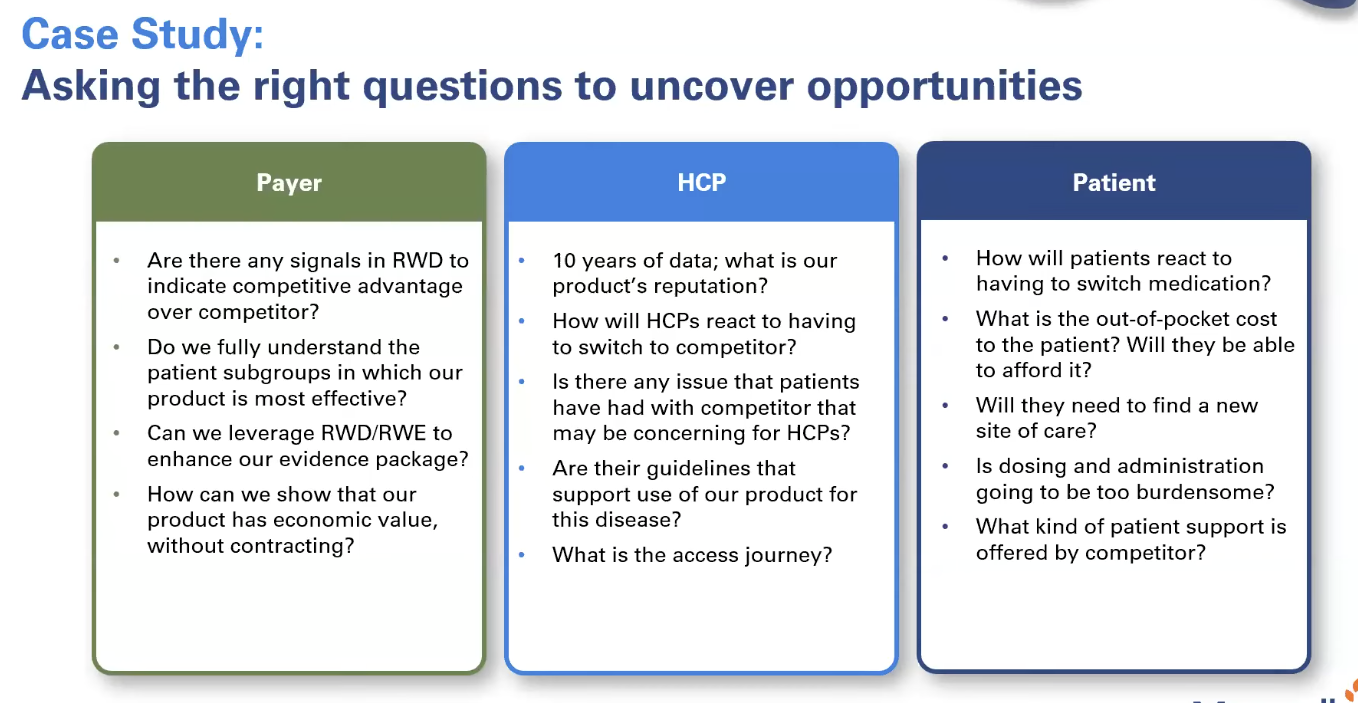 Case Study:
Asking the right questions to uncover opportunities
Payer
• Are there any signals in RWD to
indicate competitive advantage
over competitor?
• Do we fully understand the
patient subgroups in which our
product is most effective?
• Can we leverage RWD/RWE to
enhance our evidence package?
• How can we show that our
product has economic value,
without contracting?
HCP
• 10 years of data; what is our
product's reputation?
• How will HCPs react to having
to switch to competitor?
• Is there any issue that patients
have had with competitor that
may be concerning for HCPs?
• Are their guidelines that
support use of our product for
this disease?
• What is the access journey?
Patient
• How will patients react to
having to switch medication?
• What is the out-of-pocket cost
to the patient? Will they be able
to afford it?
• Will they need to find a new
site of care?
• Is dosing and administration
going to be too burdensome?
• What kind of patient support is
offered by competitor?